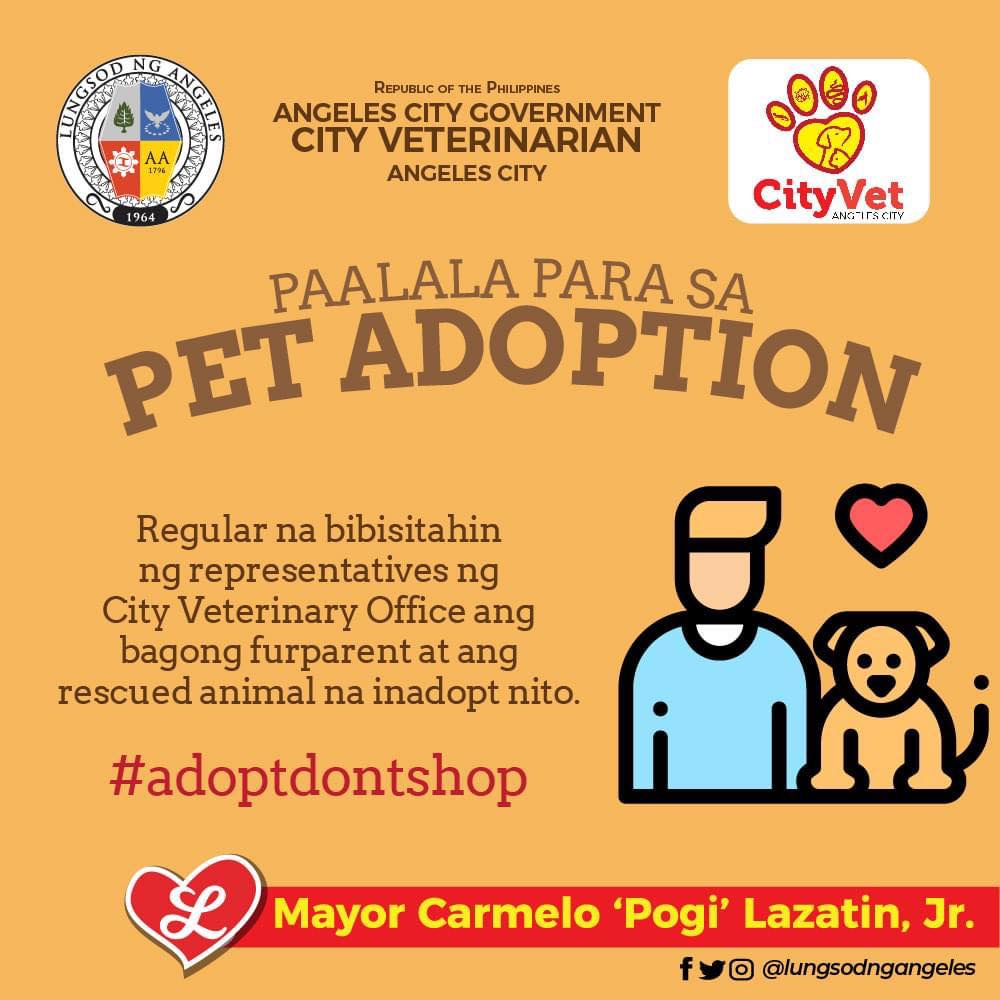 LUNGSOD NG ANGELES
AA
1796
1964
REPUBLIC OF THE PHILIPPINES
ANGELES CITY GOVERNMENT
CITY VETERINARIAN
ANGELES CITY
CityVet
ANGELES CITY
PAALALA PARA SA
PET ADOPTION
Regular na bibisitahin
ng representatives ng
City Veterinary Office ang
bagong furparent at ang
rescued animal na inadopt nito.
#adoptdontshop
L
Mayor Carmelo ‘Pogi’ Lazatin, Jr.
@lungsodngangeles